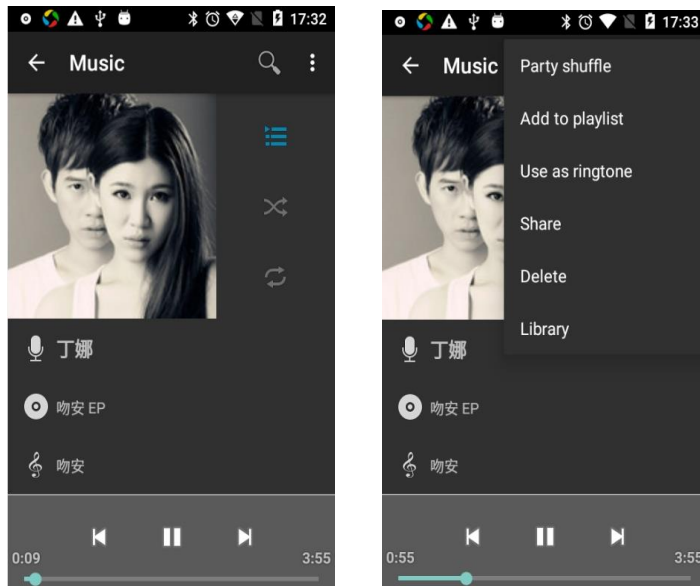 17:32
Music
丁娜
吻安 EP
吻安
0:09
3:55
17:33
Music
Party shuffle
Add to playlist
Use as ringtone
Share
Delete
Library
丁娜
吻安 EP
吻安
0:55
3:55